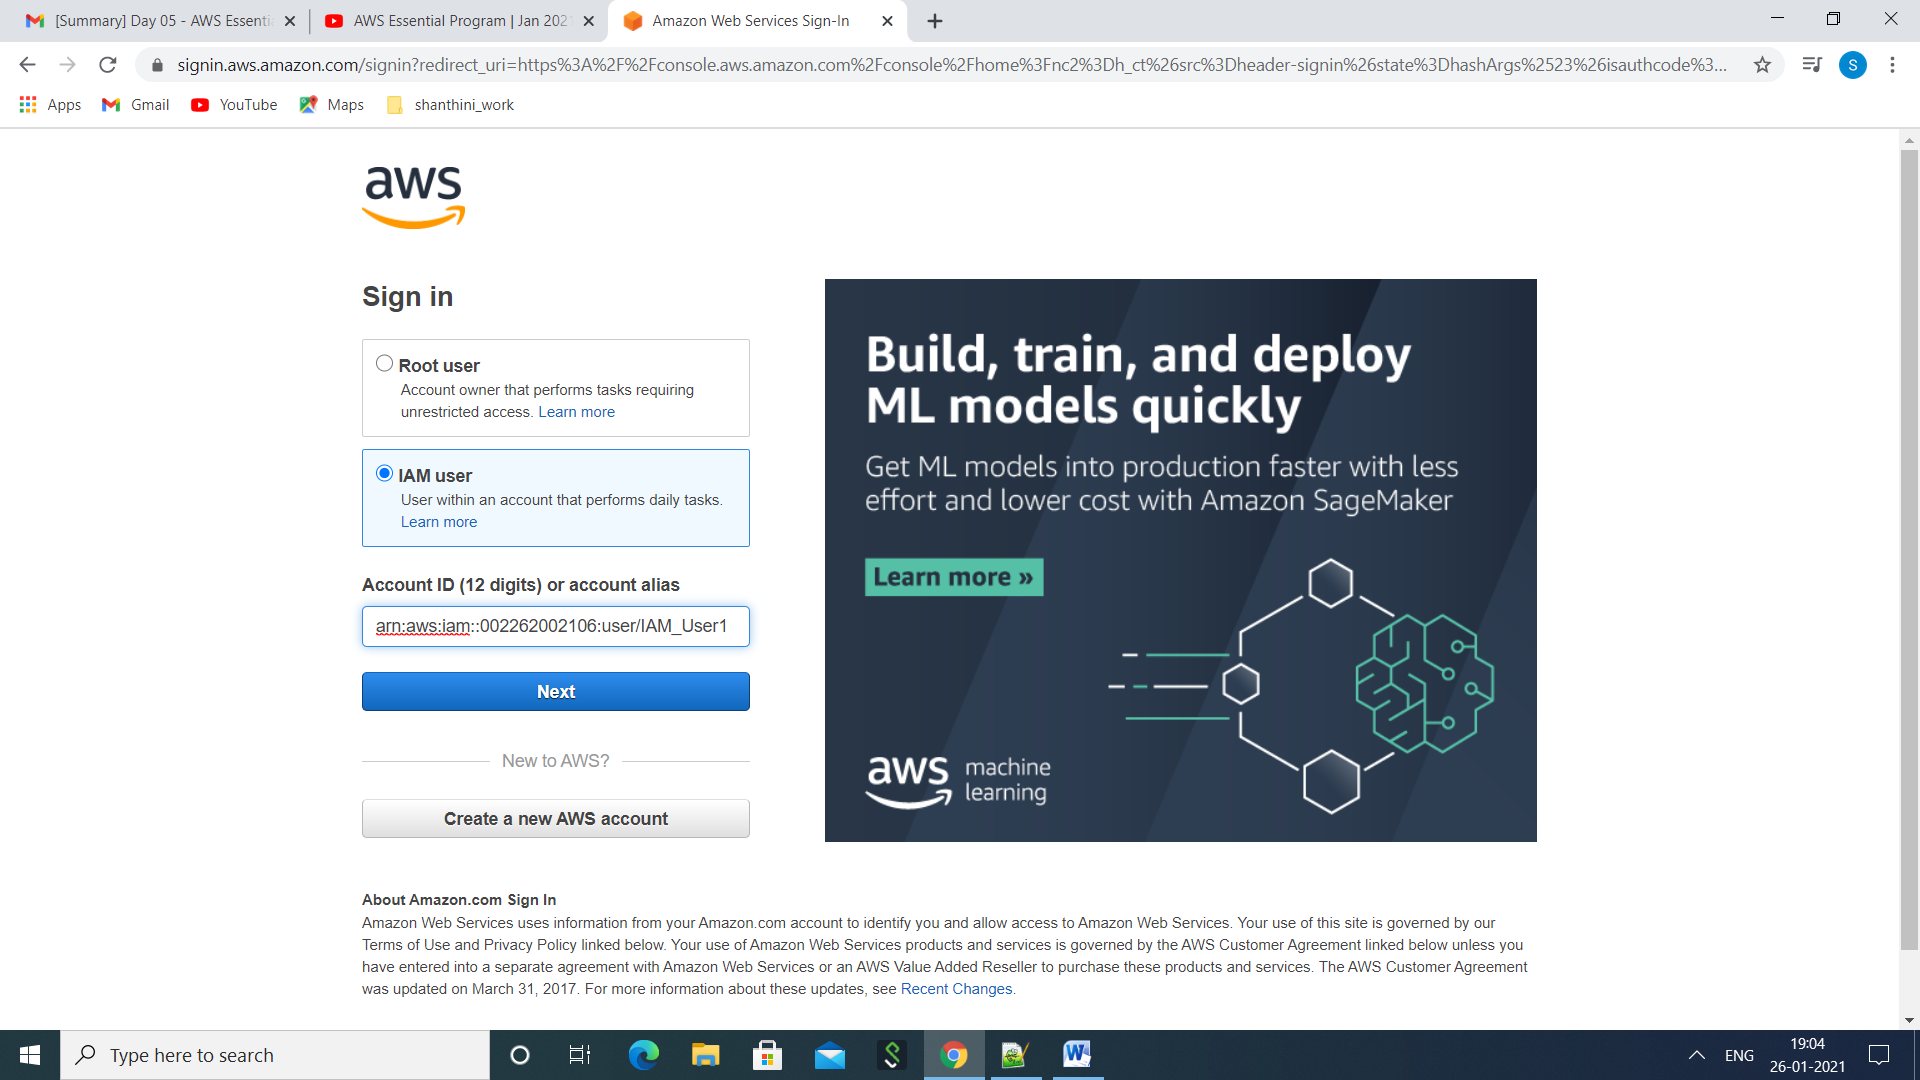 [Summary] Day 05 - AWS Essenti
AWS Essential Program | Jan 202
Amazon Web Services Sign-In
signin.aws.amazon.com/signin?redirect_uri=https%3A%2F%2Fconsole.aws.amazon.com%2Fconsole%2Fhome%3Fnc2%3Dh_ct%26src%3Dheader-signin%26state%3DhashArgs%2523%26isauthcode%3...
S
Apps
Gmail
YouTube
Maps
shanthini_work
aws
Sign in
Root user
Account owner that performs tasks requiring
unrestricted access. Learn more
IAM user
User within an account that performs daily tasks.
Learn more
Account ID (12 digits) or account alias
arn:aws:iam::002262002106:user/IAM_User1
Next
New to AWS?
Create a new AWS account
Build, train, and deploy
ML models quickly
Get ML models into production faster with less
effort and lower cost with Amazon SageMaker
Learn more »
aws machine
learning
About Amazon.com Sign In
Amazon Web Services uses information from your Amazon.com account to identify you and allow access to Amazon Web Services. Your use of this site is governed by our
Terms of Use and Privacy Policy linked below. Your use of Amazon Web Services products and services is governed by the AWS Customer Agreement linked below unless you
have entered into a separate agreement with Amazon Web Services or an AWS Value Added Reseller to purchase these products and services. The AWS Customer Agreement
was updated on March 31, 2017. For more information about these updates, see Recent Changes.
Type here to search
ENG
19:04
26-01-2021